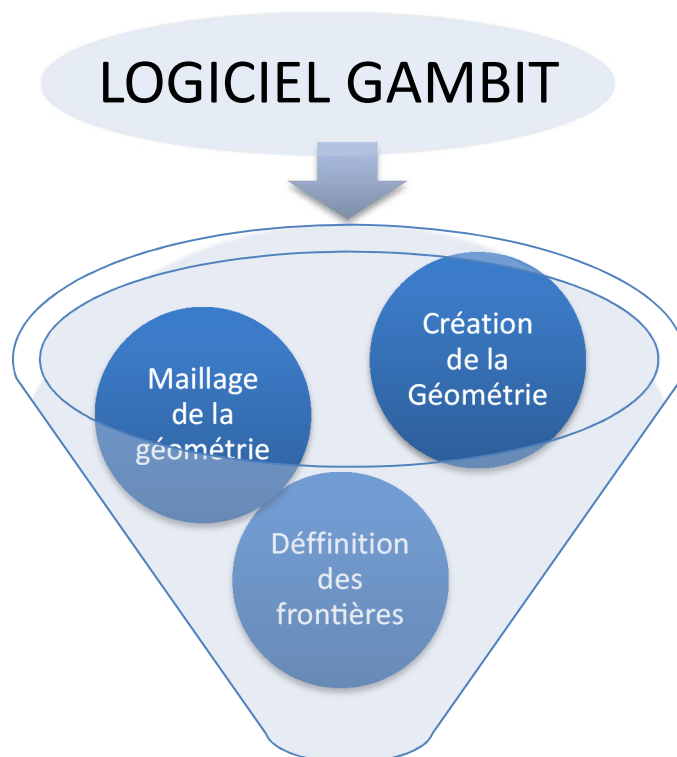 LOGICIEL GAMBIT
Création
de la
Géométrie
Maillage
de la
géométrie
Déffinition
des
frontières